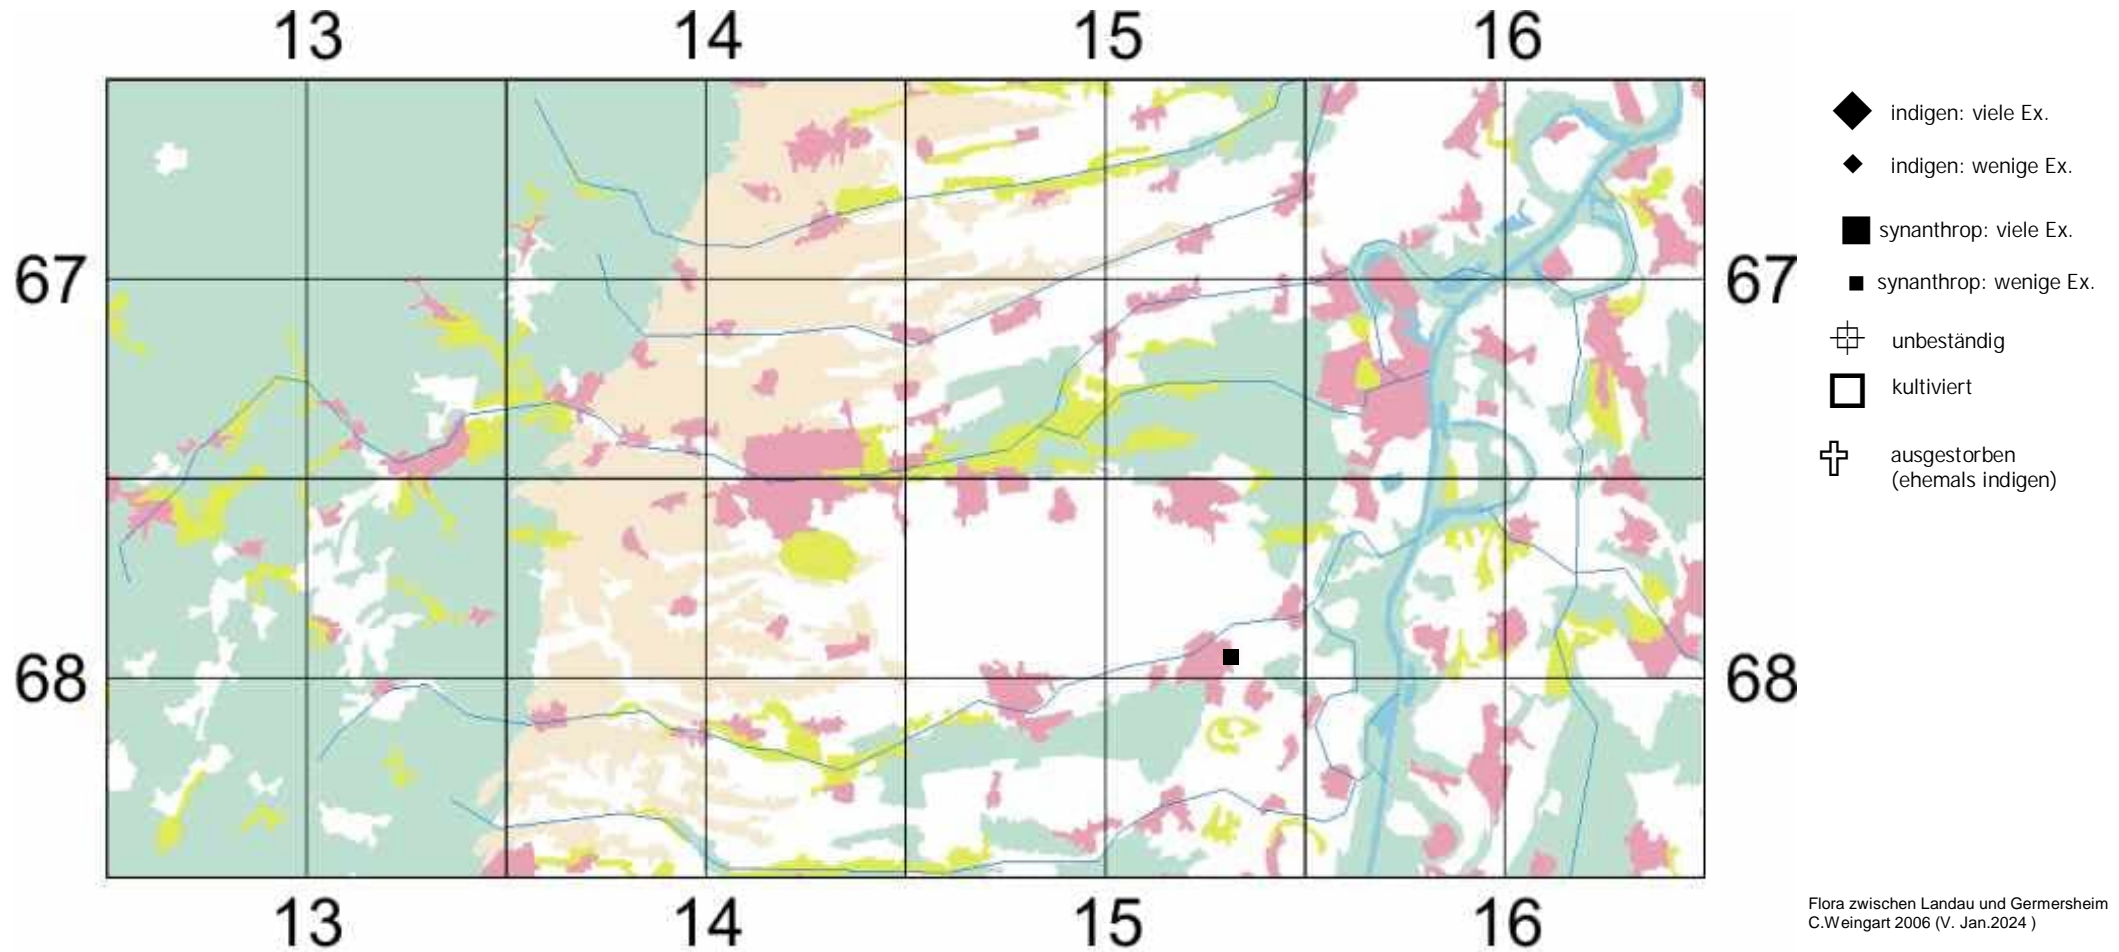 13 14 15 16
indigen: viele Ex.
indigen: wenige Ex.
synanthrop: viele Ex.
67 67
synanthrop: wenige Ex.
unbeständig
kultiviert
ausgestorben
(ehemals indigen)
68 68
13 14 15 16
Flora zwischen Landau und Germersheim
C.Weingart 2006 (V. Jan.2024 )